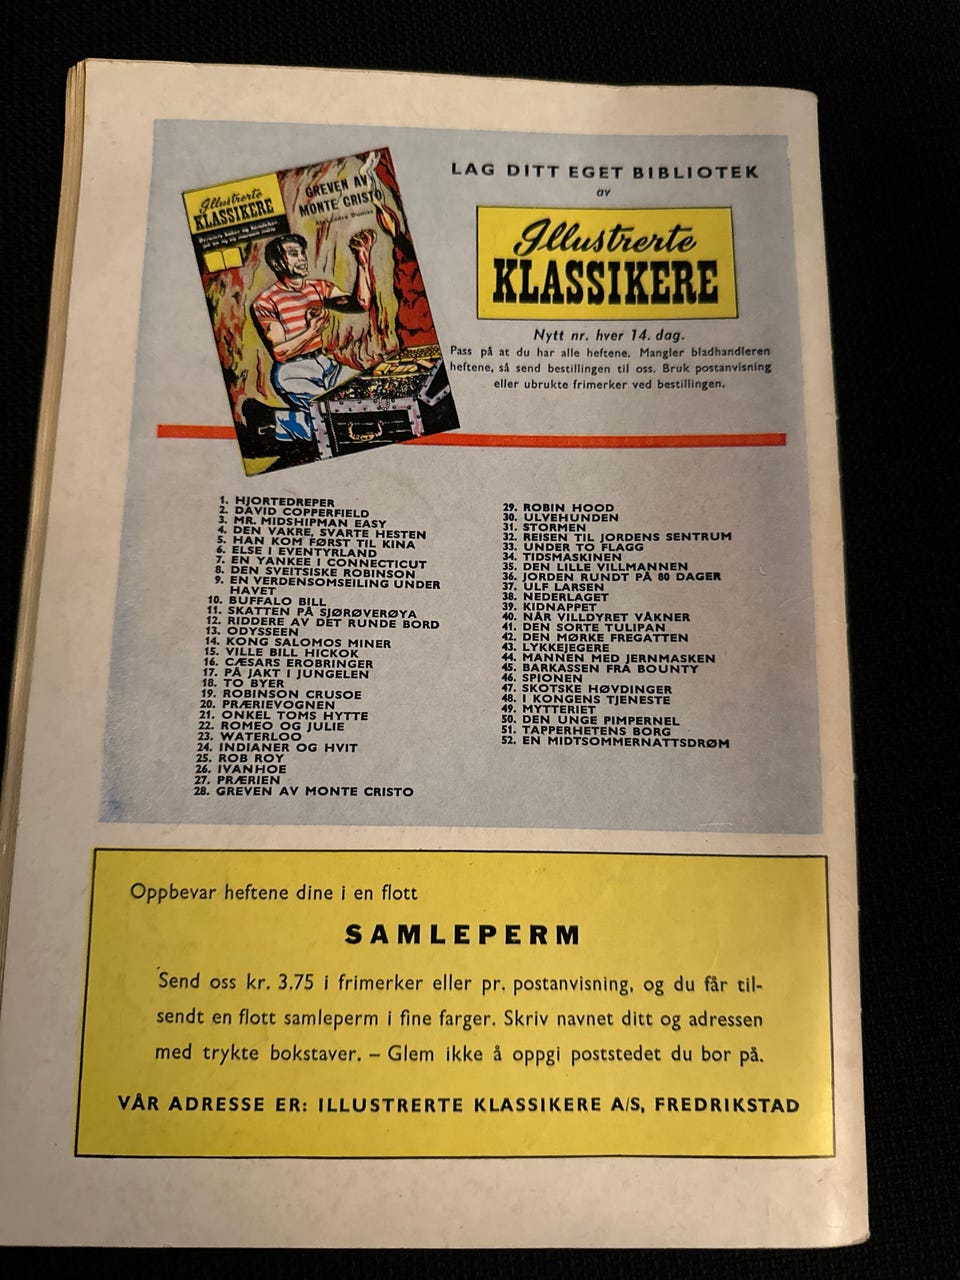 Illustrerte
KLASSIKERE
GREVEN AV
MONTE CRISTO
Alexandre Dumas
LAG DITT EGET BIBLIOTEK
av
Illustrerte
KLASSIKERE
Nytt nr. hver 14. dag.
Pass på at du har alle heftene. Mangler bladhandleren
heftene, så send bestillingen til oss. Bruk postanvisning
eller ubrukte frimerker ved bestillingen.
1. HJORTEDREPER
2. DAVID COPPERFIELD
3. MR. MIDSHIPMAN EASY
4. DEN VAKRE, SVARTE HESTEN
5. HAN KOM FØRST TIL KINA
6. ELSE I EVENTYRLAND
7. EN YANKEE I CONNECTICUT
8. DEN SVEITSISKE ROBINSON
9. EN VERDENSOMSEILING UNDER
HAVET
10. BUFFALO BILL
11. SKATTEN PÅ SJØRØVERØYA
12. RIDDERE AV DET RUNDE BORD
13. ODYSSEEN
14. KONG SALOMOS MINER
15. VILLE BILL HICKOK
16. CÆSARS EROBRINGER
17. PÅ JAKT I JUNGELEN
18. TO BYER
19. ROBINSON CRUSOE
20. PRÆRIEVOGNEN
21. ONKEL TOMS HYTTE
22. ROMEO OG JULIE
23. WATERLOO
24. INDIANER OG HVIT
25. ROB ROY
26. IVANHOE
27. PRÆRIEN
28. GREVEN AV MONTE CRISTO
29. ROBIN HOOD
30. ULVEHUNDEN
31. STORMEN
32. REISEN TIL JORDENS SENTRUM
33. UNDER TO FLAGG
34. TIDSMASKINEN
35. DEN LILLE VILLMANNEN
36. JORDEN RUNDT PÅ 80 DAGER
37. ULF LARSEN
38. NEDERLAGET
39. KIDNAPPET
40. NÅR VILLDYRET VÅKNER
41. DEN SORTE TULIPAN
42. DEN MØRKE FREGATTEN
43. LYKKEJEGERE
44. MANNEN MED JERNMASKEN
45. BARKASSEN FRA BOUNTY
46. SPIONEN
47. SKOTSKE HØVDINGER
48. I KONGENS TJENESTE
49. MYTTERIET
50. DEN UNGE PIMPERNEL
51. TAPPERHETENS BORG
52. EN MIDTSOMMERNATTSDRØM
Oppbevar heftene dine i en flott
SAMLEPERM
Send oss kr. 3.75 i frimerker eller pr. postanvisning, og du får til-
sendt en flott samleperm i fine farger. Skriv navnet ditt og adressen
med trykte bokstaver. – Glem ikke å oppgi poststedet du bor på.
VÅR ADRESSE ER: ILLUSTRERTE KLASSIKERE A/S, FREDRIKSTAD